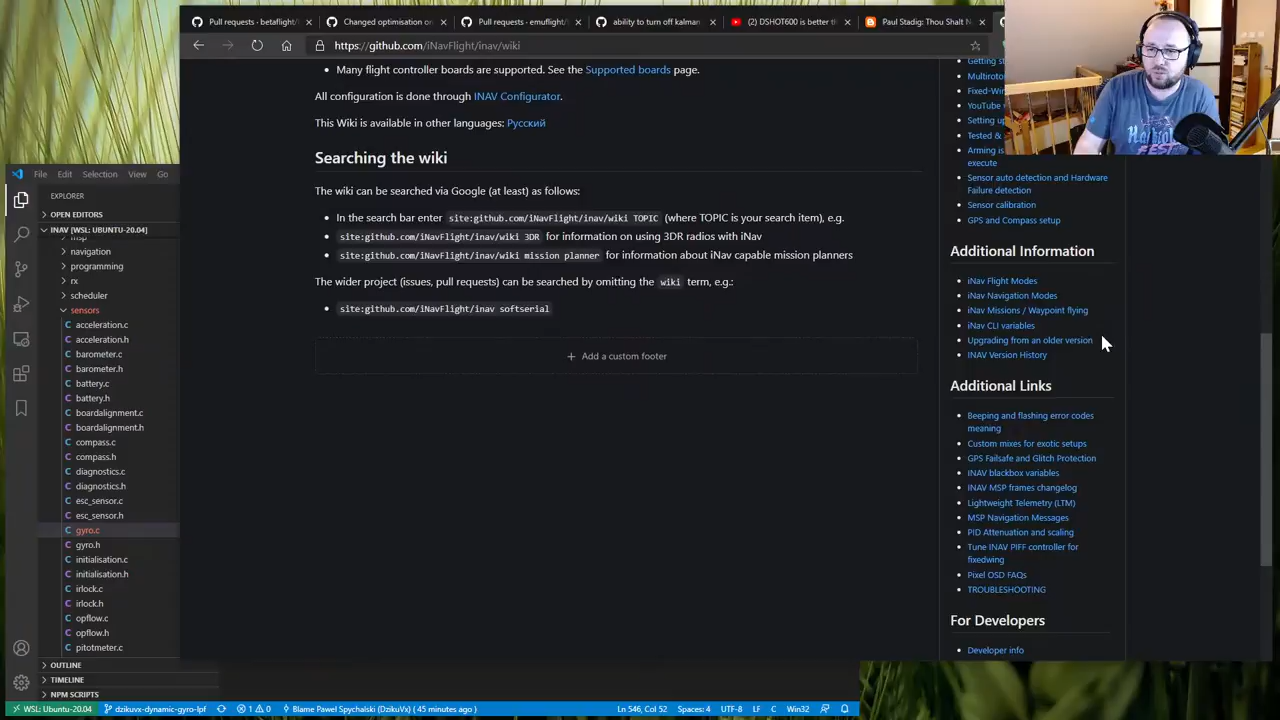 Pull requests · betaflight/
Changed optimisation on
Pull requests · emuflight/
ability to turn off kalman
(2) DSHOT600 is better th
Paul Stadig: Thou Shalt N
https://github.com/iNavFlight/inav/wiki
Many flight controller boards are supported. See the Supported boards page.
All configuration is done through INAV Configurator.
This Wiki is available in other languages: Русский
Searching the wiki
The wiki can be searched via Google (at least) as follows:
In the search bar enter site:github.com/iNavFlight/inav/wiki TOPIC (where TOPIC is your search item), e.g.
site:github.com/iNavFlight/inav/wiki 3DR for information on using 3DR radios with iNav
site:github.com/iNavFlight/inav/wiki mission planner for information about iNav capable mission planners
The wider project (issues, pull requests) can be searched by omitting the wiki term, e.g.:
site:github.com/iNavFlight/inav softserial
Add a custom footer
Getting st
Multiroto
Fixed-Win
YouTube v
Setting up
Tested &
Arming is
execute
Sensor auto detection and Hardware
Failure detection
Sensor calibration
GPS and Compass setup
Additional Information
iNav Flight Modes
iNav Navigation Modes
iNav Missions / Waypoint flying
iNav CLI variables
Upgrading from an older version
INAV Version History
Additional Links
Beeping and flashing error codes
meaning
Custom mixes for exotic setups
GPS Failsafe and Glitch Protection
INAV blackbox variables
INAV MSP frames changelog
Lightweight Telemetry (LTM)
MSP Navigation Messages
PID Attenuation and scaling
Tune INAV PIFF controller for
fixedwing
Pixel OSD FAQs
TROUBLESHOOTING
For Developers
Developer info
File Edit Selection View Go
EXPLORER
OPEN EDITORS
INAV [WSL: UBUNTU-20.04]
msp
navigation
programming
rx
scheduler
sensors
C acceleration.c
C acceleration.h
C barometer.c
C barometer.h
C battery.c
C battery.h
C boardalignment.c
C boardalignment.h
C compass.c
C compass.h
C diagnostics.c
C diagnostics.h
C esc_sensor.c
C esc_sensor.h
C gyro.c
C gyro.h
C initialisation.c
C initialisation.h
C irlock.c
C irlock.h
C opflow.c
C opflow.h
C pitotmeter.c
OUTLINE
TIMELINE
NPM SCRIPTS
WSL: Ubuntu-20.04 dzikuvx-dynamic-gyro-lpf 1 0 Blame Pawel Spychalski (DzikuVx) ( 45 minutes ago ) Ln 546, Col 52 Spaces: 4 UTF-8 LF C Win32